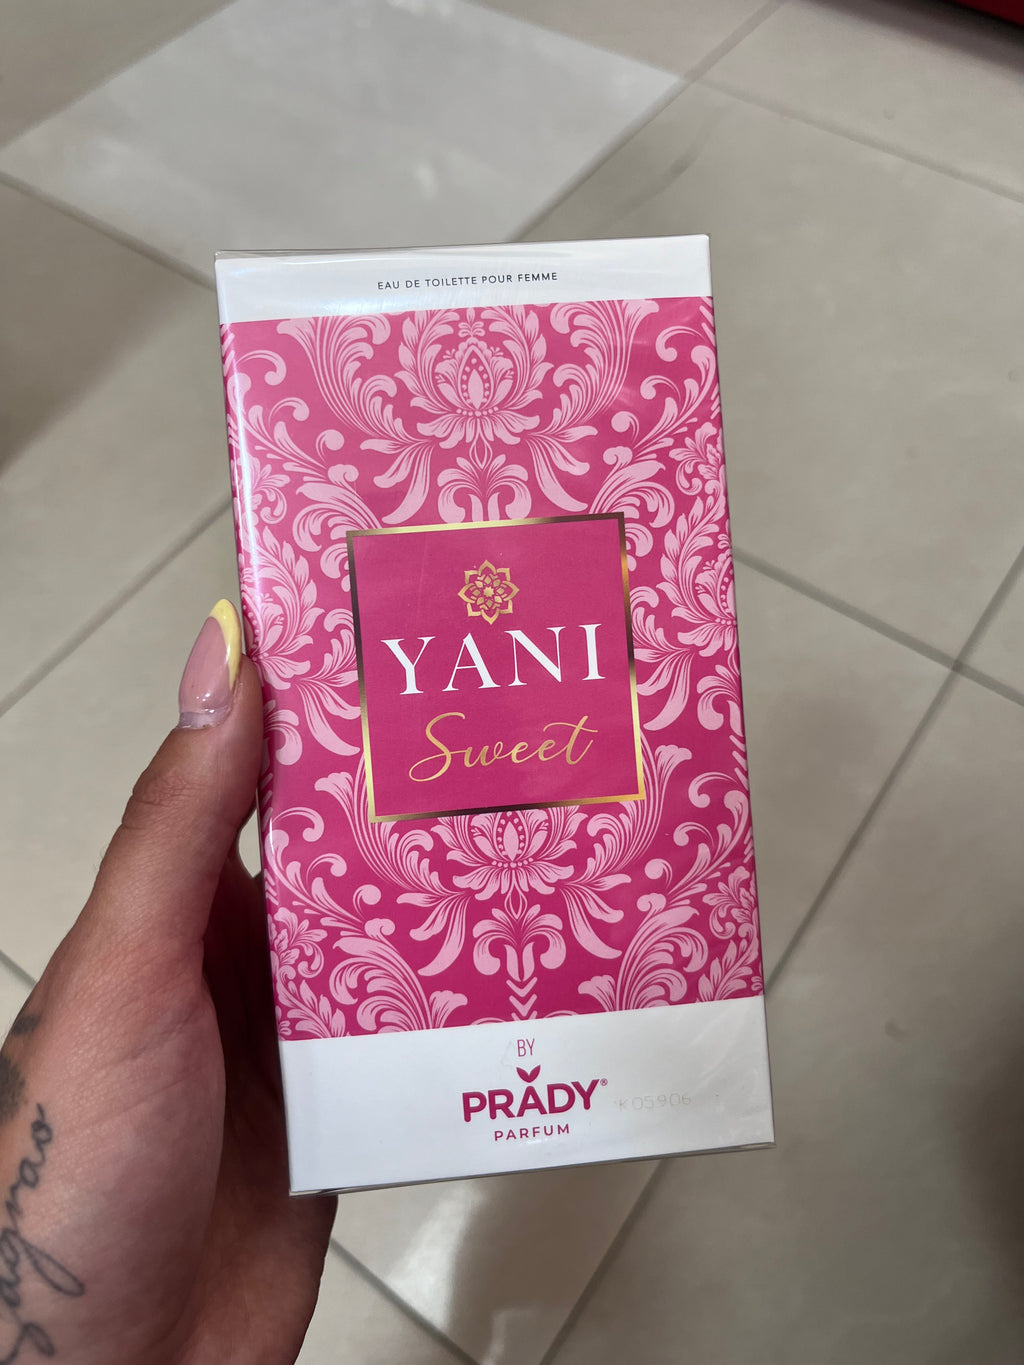 EAU DE TOILETTE POUR FEMME
YANI
Sweet
BY
PRADY®
K05906
PARFUM